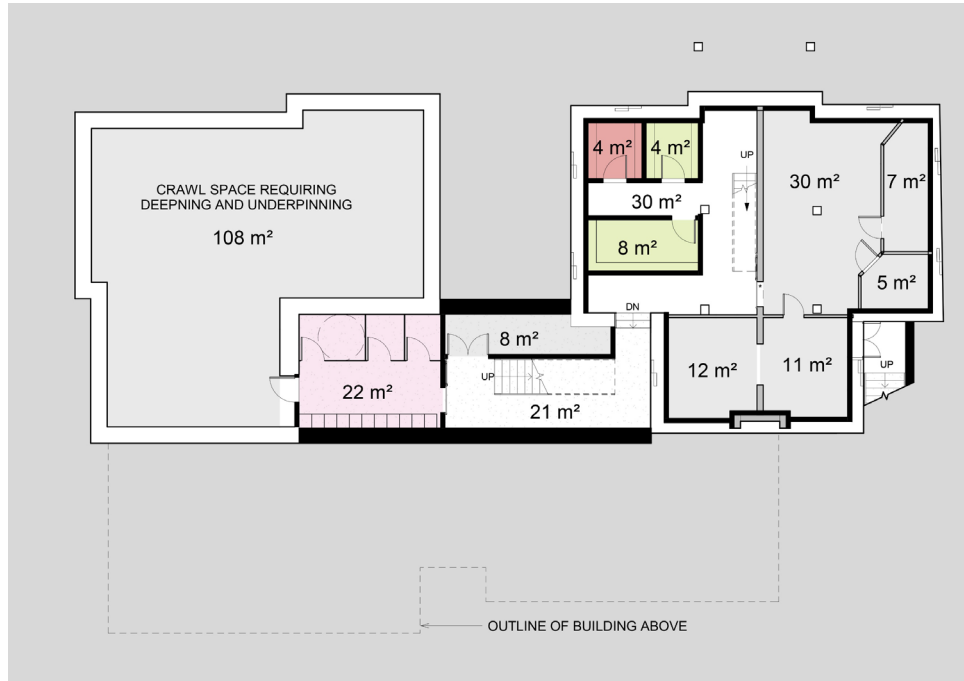 CRAWL SPACE REQUIRING
DEEPNING AND UNDERPINNING
108 m²
4 m²
4 m²
UP
30 m²
7 m²
30 m²
8 m²
5 m²
DN
8 m²
UP
12 m²
11 m²
UP
22 m²
21 m²
OUTLINE OF BUILDING ABOVE